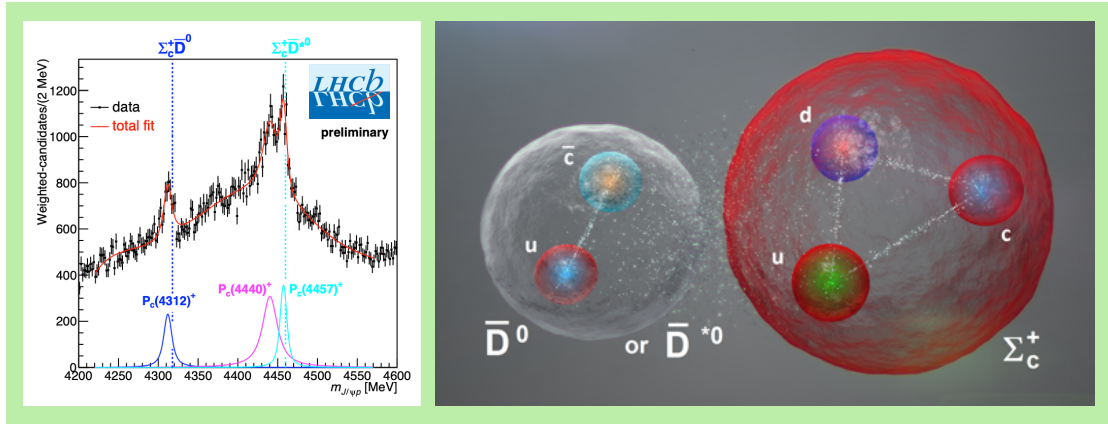 Σc+D̅0 Σc+D̅*0
Weighted candidates/(2 MeV)
1200
1000
800
600
400
200
0
data
total fit
LHCb
preliminary
Pc(4312)+
Pc(4440)+
Pc(4457)+
4200 4250 4300 4350 4400 4450 4500 4550 4600
mJ/ψp [MeV]
c̅
u
D̅0 or D̅*0
d
c
u
Σc+